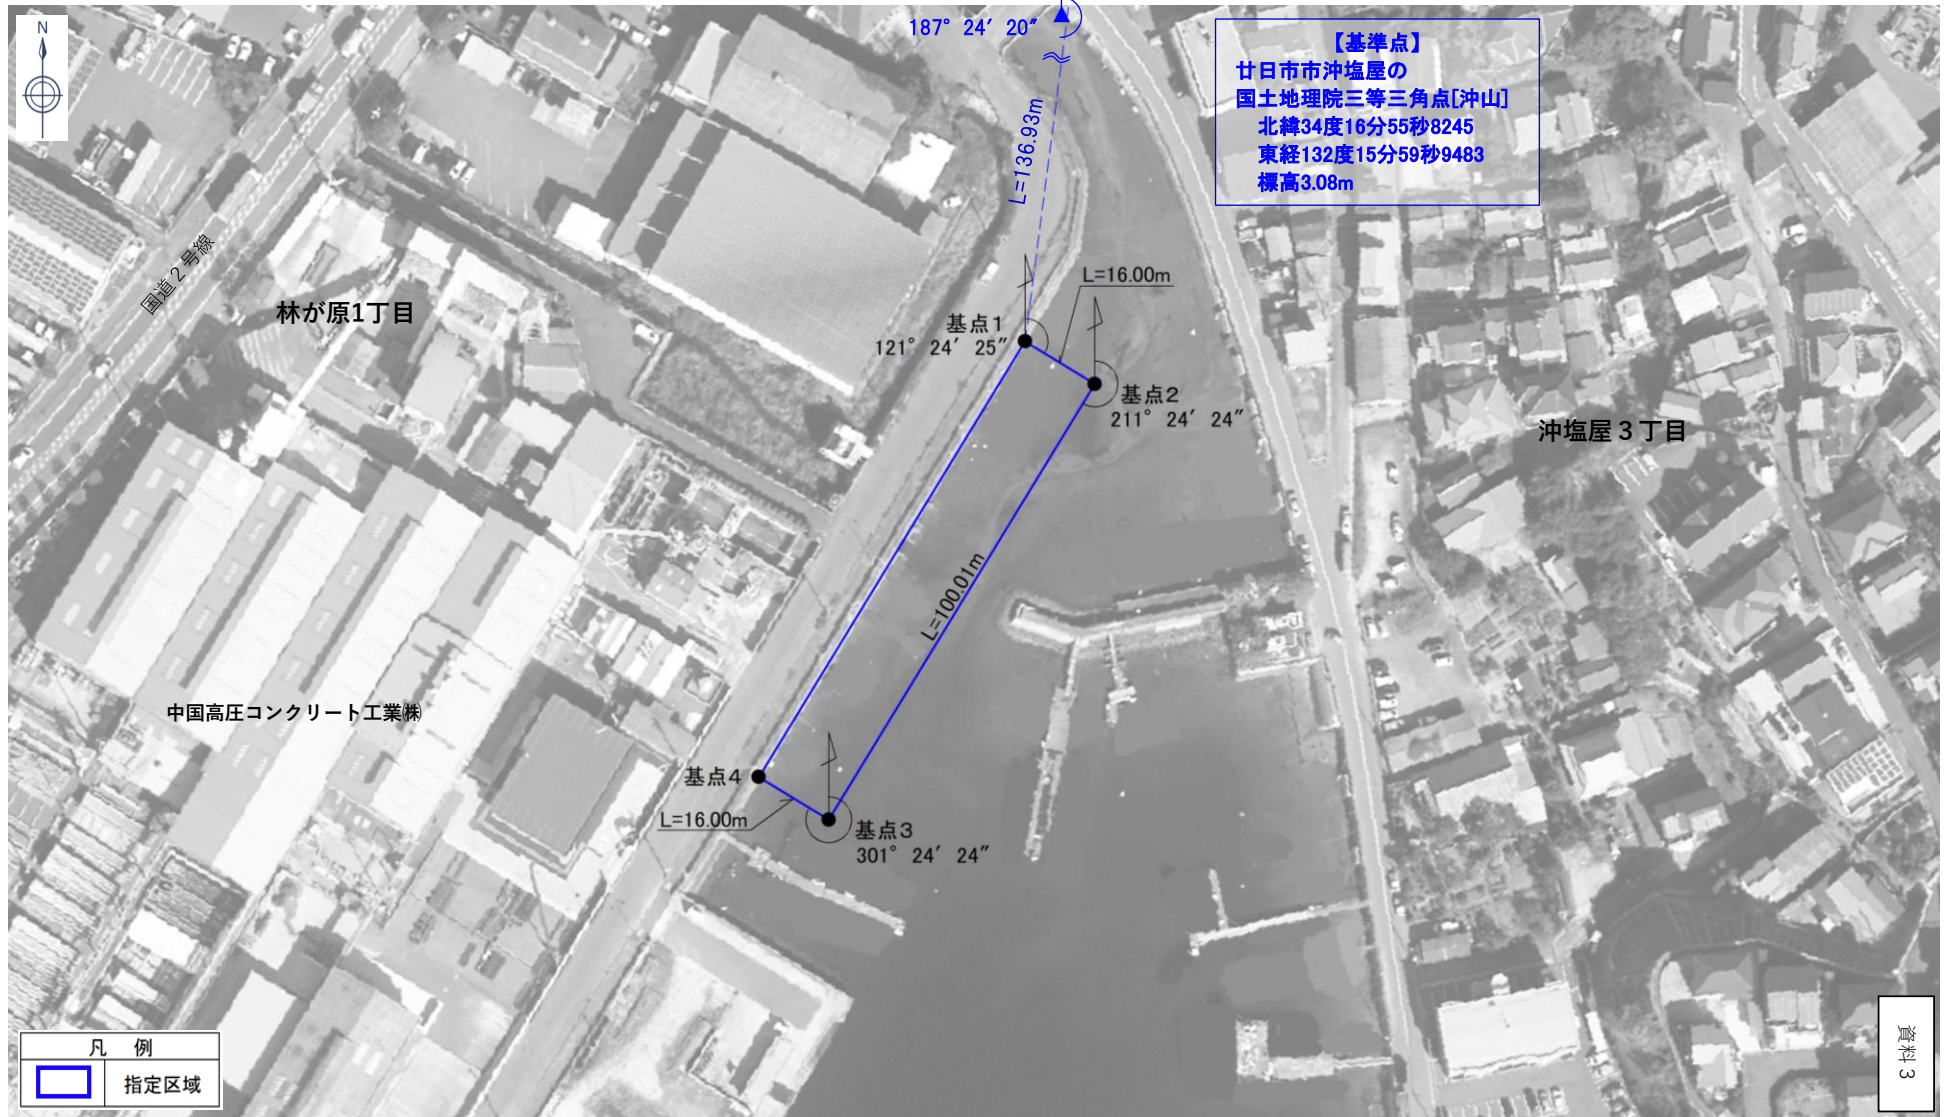 N
187° 24′ 20″
【基準点】
廿日市市沖塩屋の
国土地理院三等三角点[沖山]
北緯34度16分55秒8245
東経132度15分59秒9483
標高3.08m
L=136.93m
国道2号線
林が原1丁目
L=16.00m
基点1
121° 24′ 25″
基点2
211° 24′ 24″
沖塩屋3丁目
L=100.01m
中国高圧コンクリート工業㈱
基点4
L=16.00m
基点3
301° 24′ 24″
凡 例
指定区域
資料3